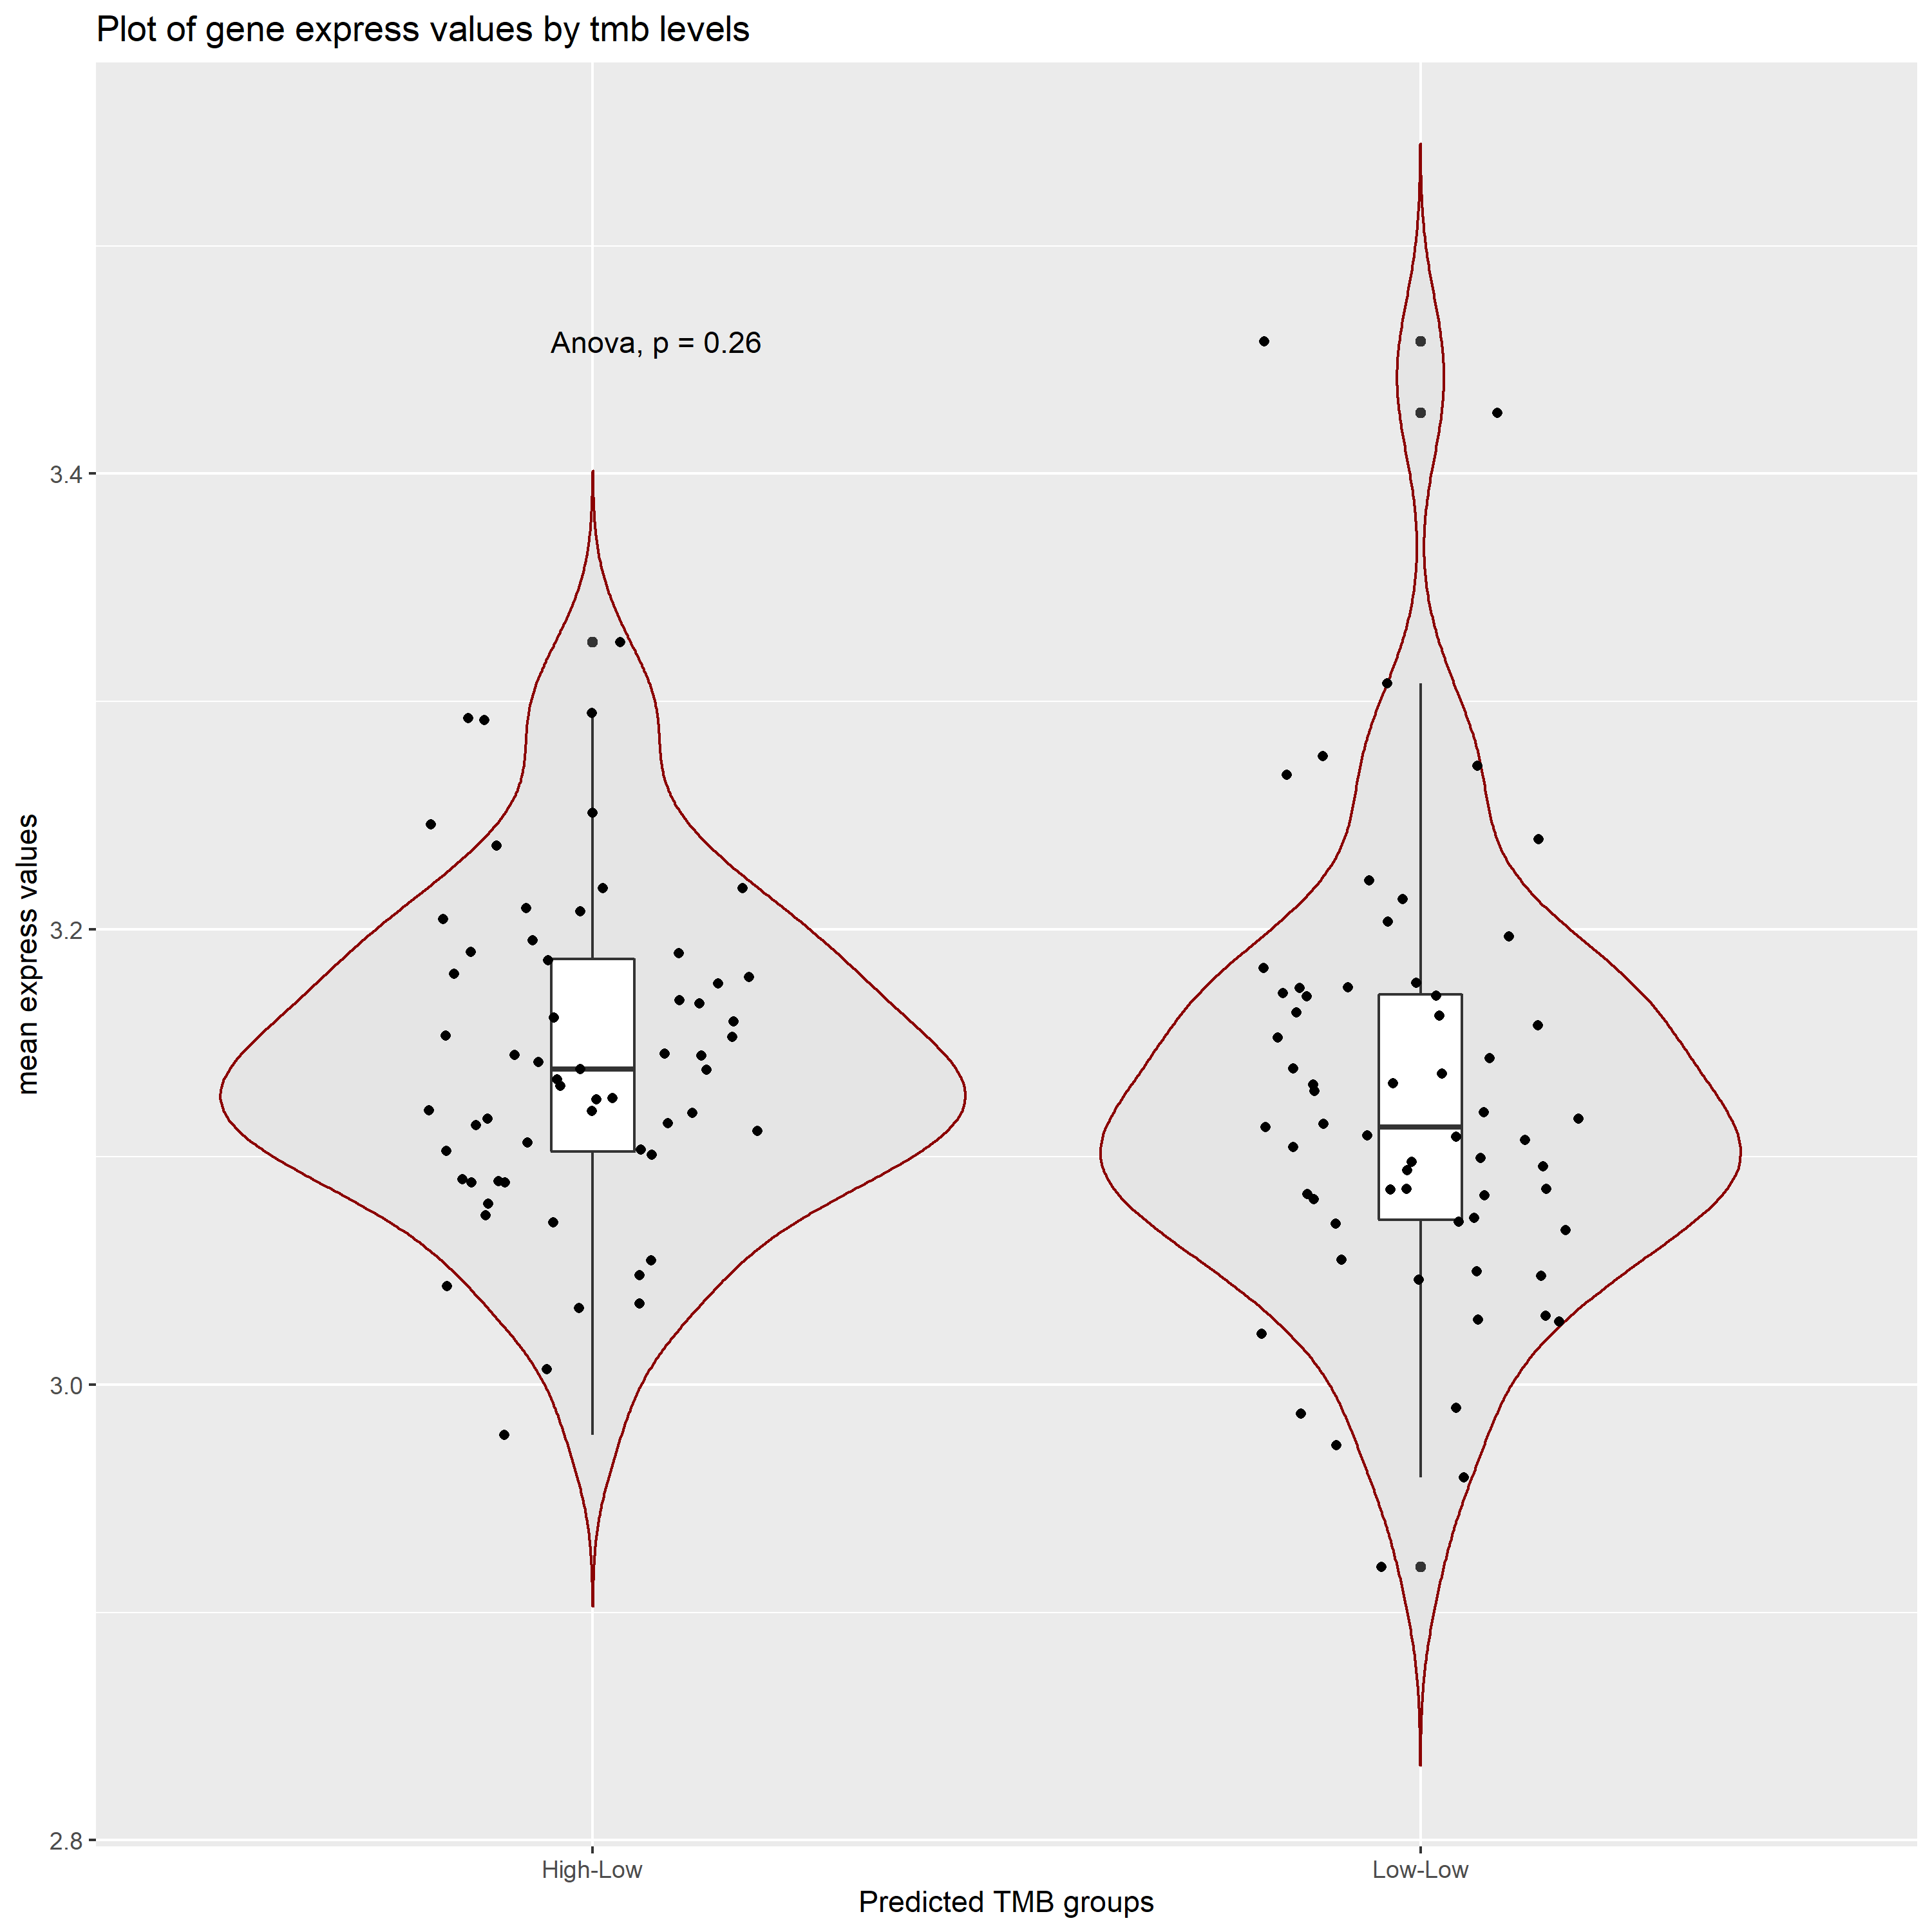 Plot of gene express values by tmb levels
Anova, p = 0.26
mean express values
3.4
3.2
3.0
2.8
High-Low
Low-Low
Predicted TMB groups